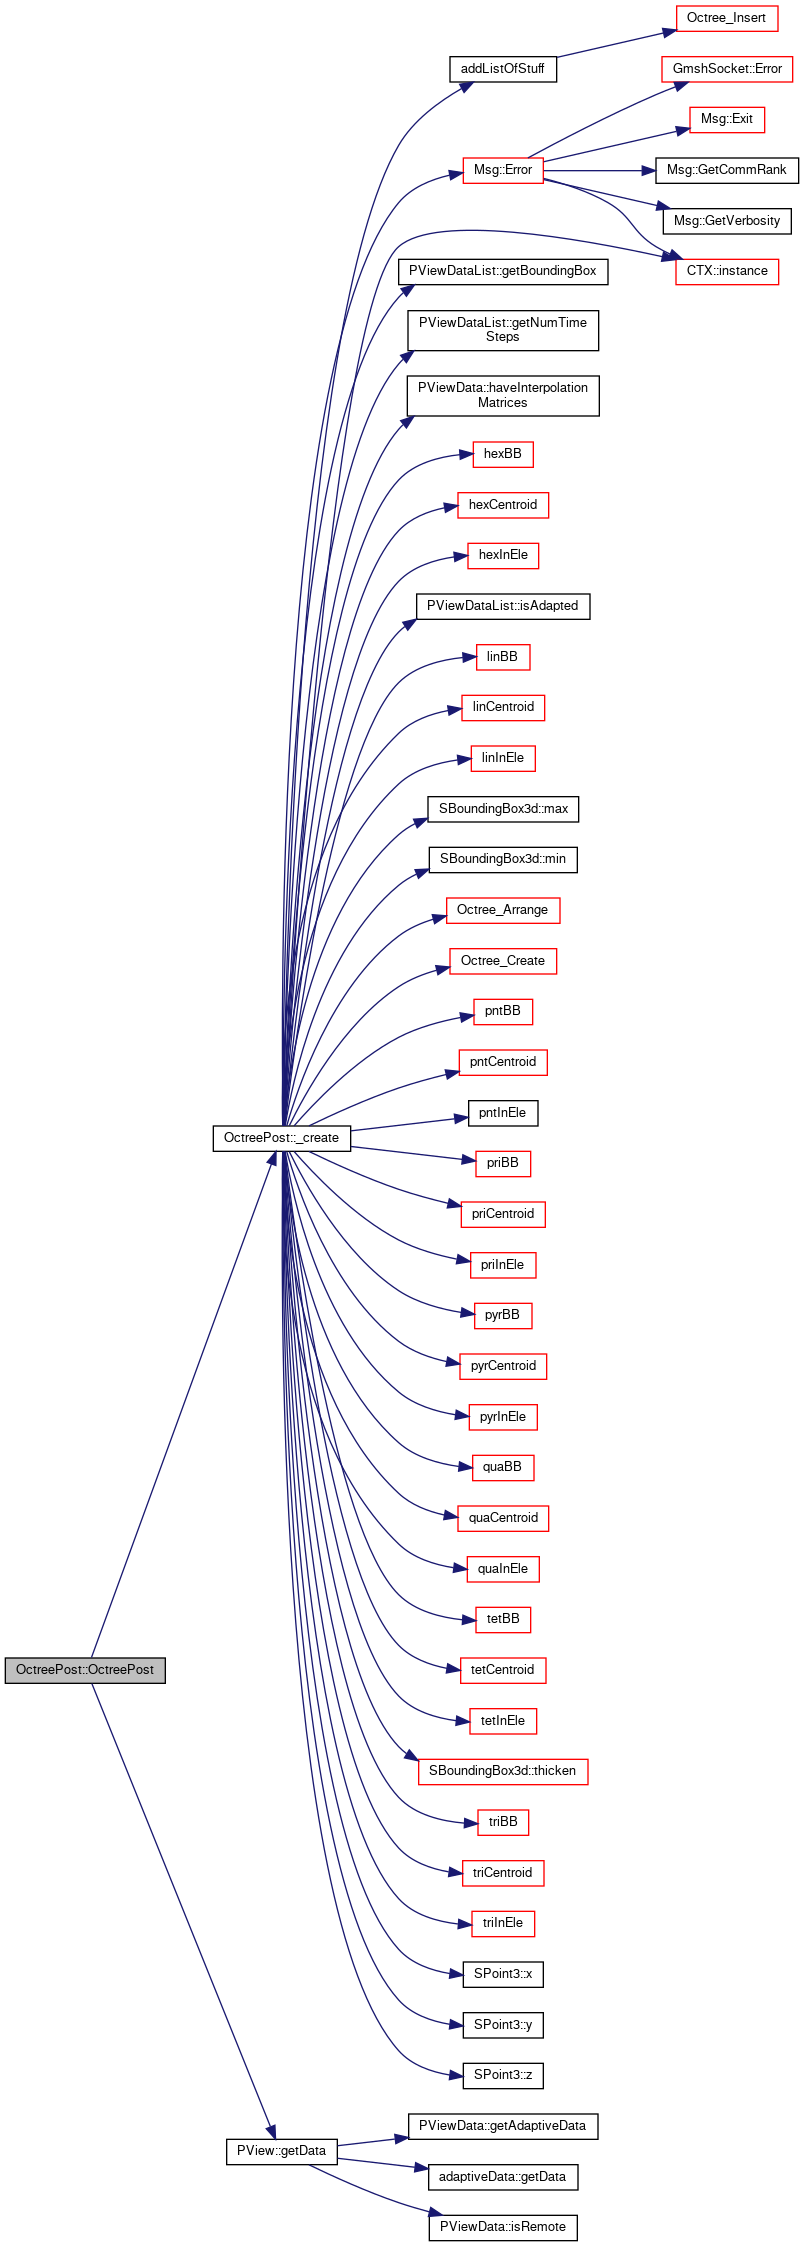 Octree_Insert
addListOfStuff
GmshSocket::Error
Msg::Exit
Msg::Error
Msg::GetCommRank
Msg::GetVerbosity
CTX::instance
PViewDataList::getBoundingBox
PViewDataList::getNumTime
Steps
PViewData::haveInterpolation
Matrices
hexBB
hexCentroid
hexInEle
PViewDataList::isAdapted
linBB
linCentroid
linInEle
SBoundingBox3d::max
SBoundingBox3d::min
Octree_Arrange
Octree_Create
pntBB
pntCentroid
pntInEle
OctreePost::_create
priBB
priCentroid
priInEle
pyrBB
pyrCentroid
pyrInEle
quaBB
quaCentroid
quaInEle
tetBB
OctreePost::OctreePost
tetCentroid
tetInEle
SBoundingBox3d::thicken
triBB
triCentroid
triInEle
SPoint3::x
SPoint3::y
SPoint3::z
PViewData::getAdaptiveData
PView::getData
adaptiveData::getData
PViewData::isRemote